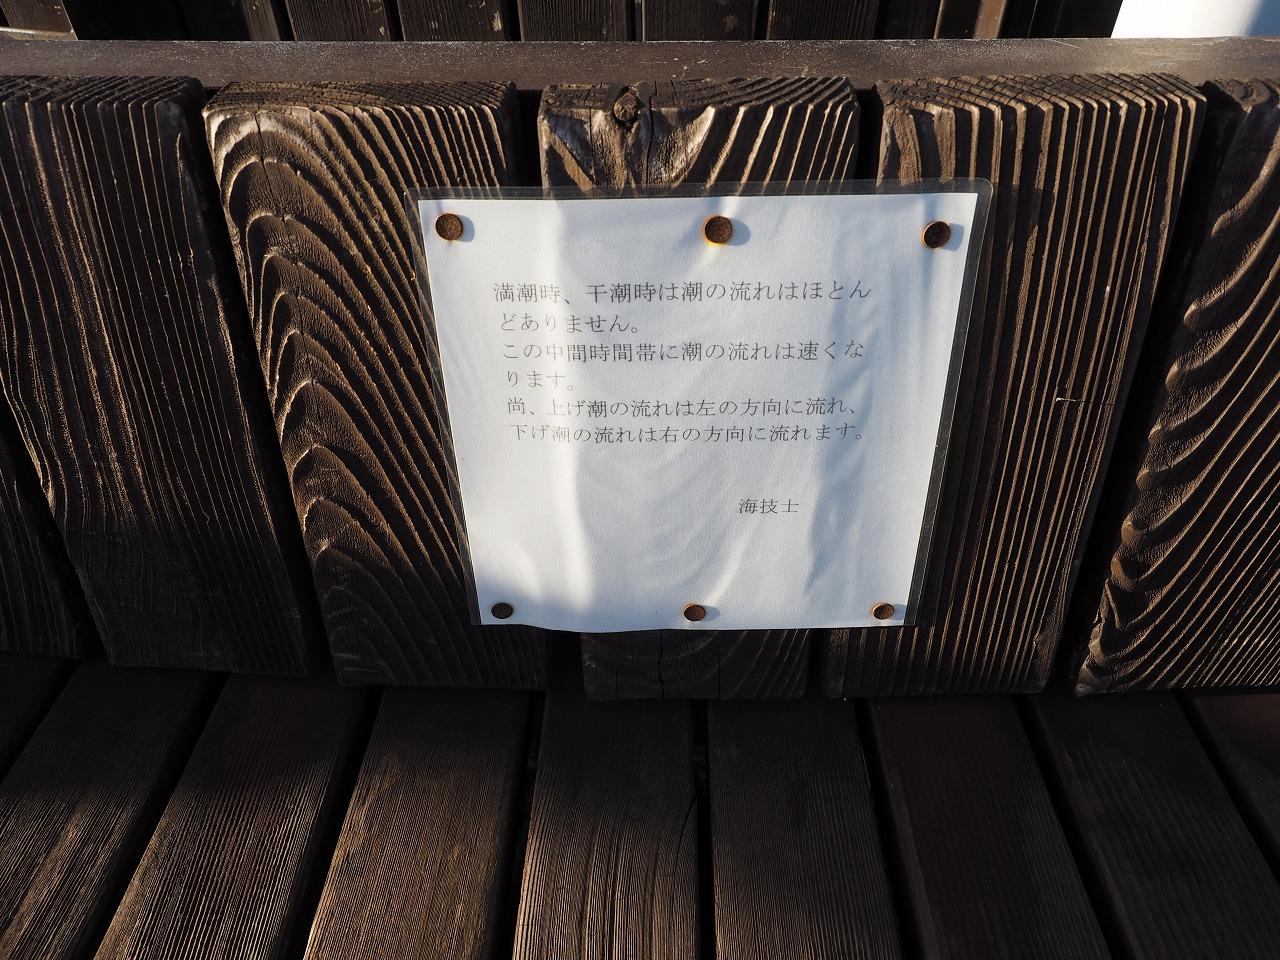 満潮時、干潮時は潮の流れはほとん
どありません。
この中間時間帯に潮の流れは速くな
ります。
尚、上げ潮の流れは左の方向に流れ、
下げ潮の流れは右の方向に流れます。
海技士